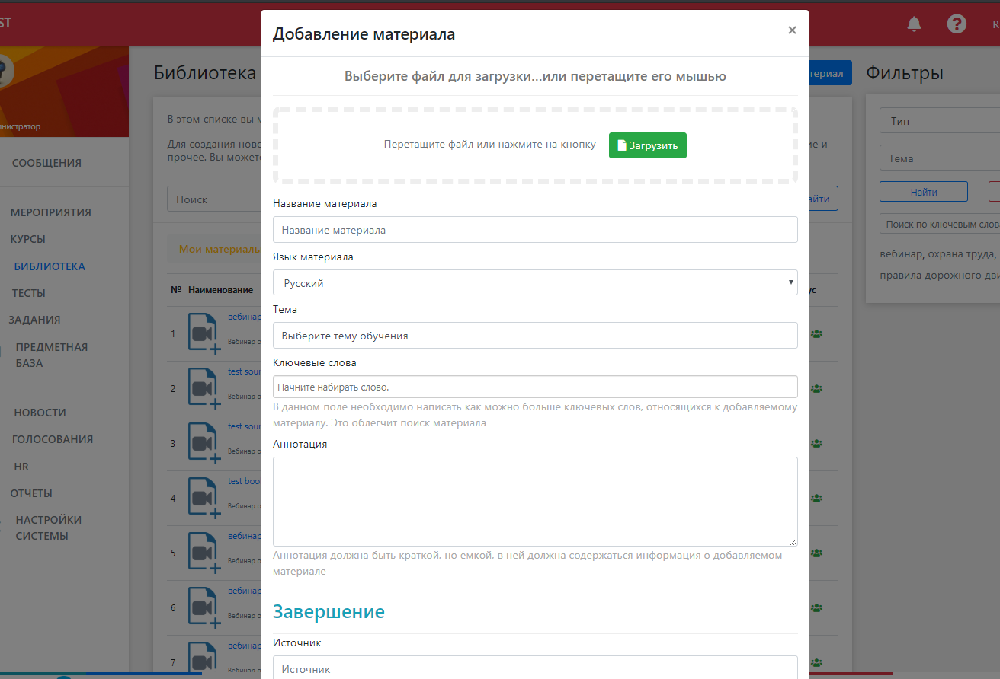 ST
R
Добавление материала
×
Выберите файл для загрузки...или перетащите его мышью
Перетащите файл или нажмите на кнопку
Загрузить
Название материала
Название материала
Язык материала
Русский
Тема
Выберите тему обучения
Ключевые слова
Начните набирать слово.
В данном поле необходимо написать как можно больше ключевых слов, относящихся к добавляемому
материалу. Это облегчит поиск материала
Аннотация
Аннотация должна быть краткой, но емкой, в ней должна содержаться информация о добавляемом
материале
Завершение
Источник
Источник
нистратор
СООБЩЕНИЯ
МЕРОПРИЯТИЯ
КУРСЫ
БИБЛИОТЕКА
ТЕСТЫ
ЗАДАНИЯ
ПРЕДМЕТНАЯ
БАЗА
НОВОСТИ
ГОЛОСОВАНИЯ
HR
ОТЧЕТЫ
НАСТРОЙКИ
СИСТЕМЫ
Библиотека
териал
В этом списке вы м
Для создания ново
ие и
прочее. Вы можете
Поиск
айти
Мои материалы
№ Наименование
ус
1 вебинар
Вебинар о
2 test sour
Вебинар о
3 test sour
Вебинар о
4 test book
Вебинар о
5 вебинар
Вебинар о
6 вебинар
Вебинар о
7 вебинар
Вебинар о
Фильтры
Тип
Тема
Найти
Поиск по ключевым слов
вебинар, охрана труда,
правила дорожного дви